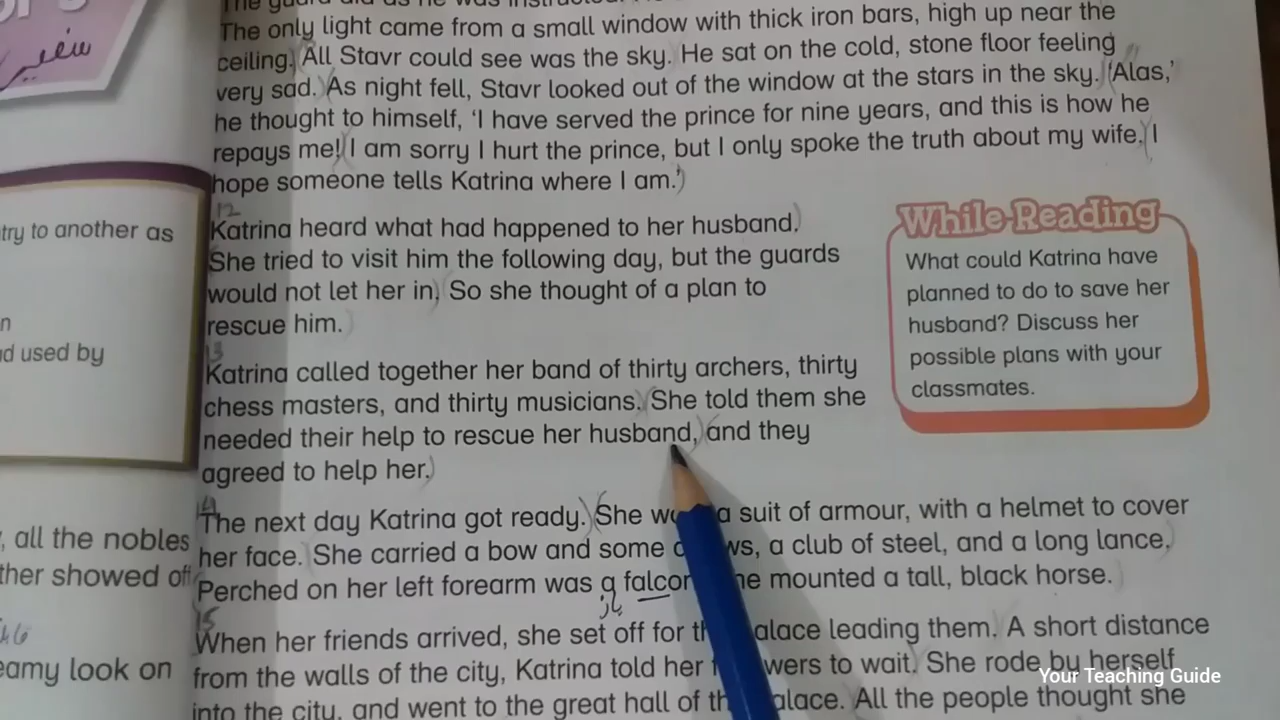 سفیر
try to another as
n
d used by
, all the nobles
ther showed off
eamy look on
The only light came from a small window with thick iron bars, high up near the
ceiling. All Stavr could see was the sky. He sat on the cold, stone floor feeling
very sad. As night fell, Stavr looked out of the window at the stars in the sky. 'Alas,'
he thought to himself, 'I have served the prince for nine years, and this is how he
repays me! I am sorry I hurt the prince, but I only spoke the truth about my wife. I
hope someone tells Katrina where I am.'
12
Katrina heard what had happened to her husband.
She tried to visit him the following day, but the guards
would not let her in. So she thought of a plan to
rescue him.
13
Katrina called together her band of thirty archers, thirty
chess masters, and thirty musicians. She told them she
needed their help to rescue her husband, and they
agreed to help her.
14
The next day Katrina got ready. She a suit of armour, with a helmet to cover
her face. She carried a bow and some ws, a club of steel, and a long lance.
Perched on her left forearm was a falcon he mounted a tall, black horse.
باز
15
When her friends arrived, she set off for th alace leading them. A short distance
from the walls of the city, Katrina told her wers to wait. She rode by herself
into the city, and went to the great hall of th alace. All the people thought she
While Reading
What could Katrina have
planned to do to save her
husband? Discuss her
possible plans with your
classmates.
Your Teaching Guide